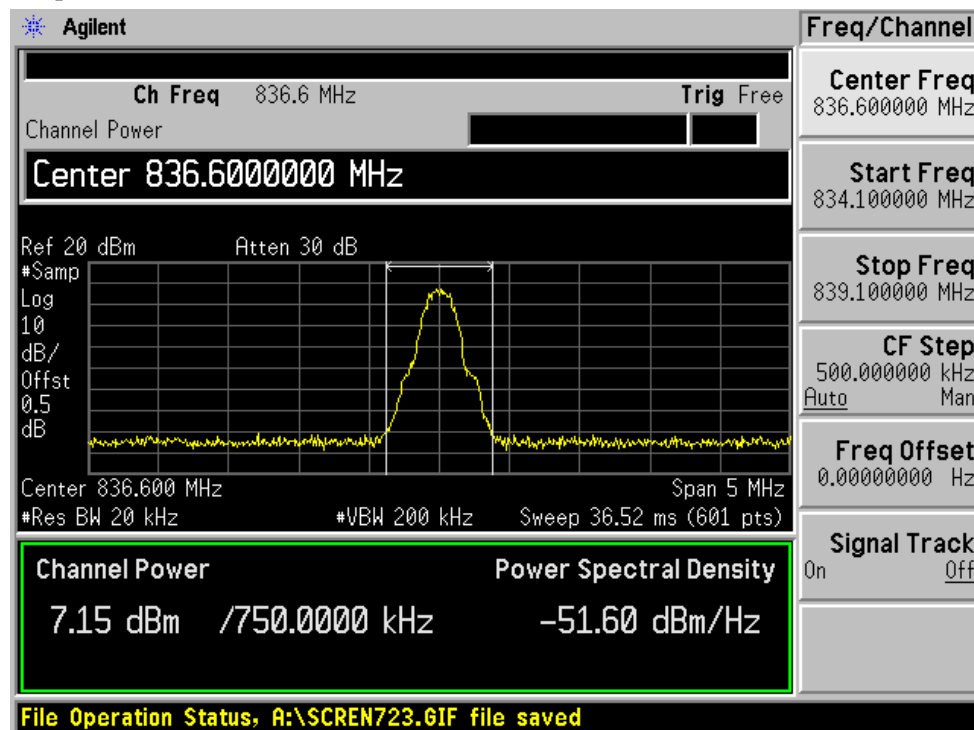 Agilent
Freq/Channel
Ch Freq 836.6 MHz Trig Free
Channel Power
Center 836.6000000 MHz
Ref 20 dBm Atten 30 dB
#Samp
Log
10
dB/
Offst
0.5
dB
Center 836.600 MHz Span 5 MHz
#Res BW 20 kHz #VBW 200 kHz Sweep 36.52 ms (601 pts)
Channel Power Power Spectral Density
7.15 dBm /750.0000 kHz -51.60 dBm/Hz
File Operation Status, A:\SCREN723.GIF file saved
Center Freq
836.600000 MHz
Start Freq
834.100000 MHz
Stop Freq
839.100000 MHz
CF Step
500.000000 kHz
Auto Man
Freq Offset
0.00000000 Hz
Signal Track
On Off